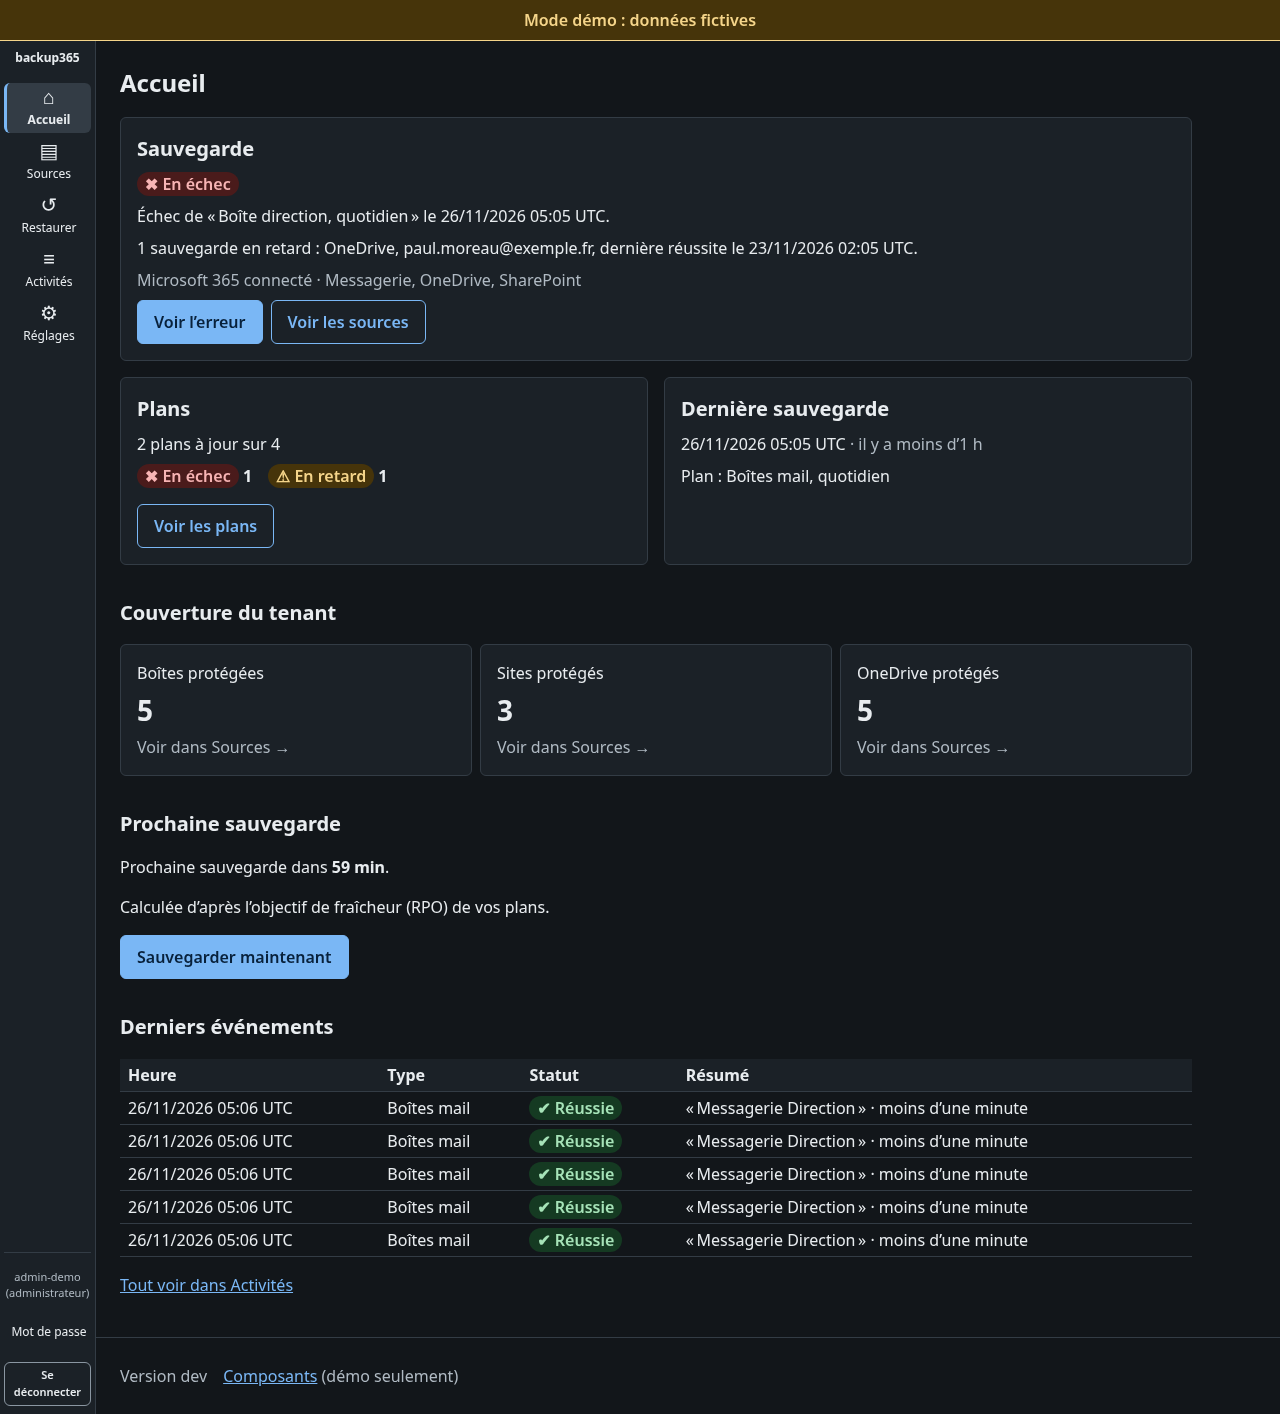 Mode démo : données fictives
backup365
Accueil
Sources
Restaurer
Activités
Réglages
admin-demo
(administrateur)
Mot de passe
Se
déconnecter
Accueil
Sauvegarde
✖ En échec
Échec de « Boîte direction, quotidien » le 26/11/2026 05:05 UTC.
1 sauvegarde en retard : OneDrive, paul.moreau@exemple.fr, dernière réussite le 23/11/2026 02:05 UTC.
Microsoft 365 connecté · Messagerie, OneDrive, SharePoint
Voir l’erreur Voir les sources
Plans
2 plans à jour sur 4
✖ En échec 1 ⚠ En retard 1
Voir les plans
Dernière sauvegarde
26/11/2026 05:05 UTC · il y a moins d’1 h
Plan : Boîtes mail, quotidien
Couverture du tenant
Boîtes protégées
5
Voir dans Sources →
Sites protégés
3
Voir dans Sources →
OneDrive protégés
5
Voir dans Sources →
Prochaine sauvegarde
Prochaine sauvegarde dans 59 min.
Calculée d’après l’objectif de fraîcheur (RPO) de vos plans.
Sauvegarder maintenant
Derniers événements
Heure Type Statut Résumé
26/11/2026 05:06 UTC Boîtes mail ✔ Réussie « Messagerie Direction » · moins d’une minute
26/11/2026 05:06 UTC Boîtes mail ✔ Réussie « Messagerie Direction » · moins d’une minute
26/11/2026 05:06 UTC Boîtes mail ✔ Réussie « Messagerie Direction » · moins d’une minute
26/11/2026 05:06 UTC Boîtes mail ✔ Réussie « Messagerie Direction » · moins d’une minute
26/11/2026 05:06 UTC Boîtes mail ✔ Réussie « Messagerie Direction » · moins d’une minute
Tout voir dans Activités
Version dev Composants (démo seulement)